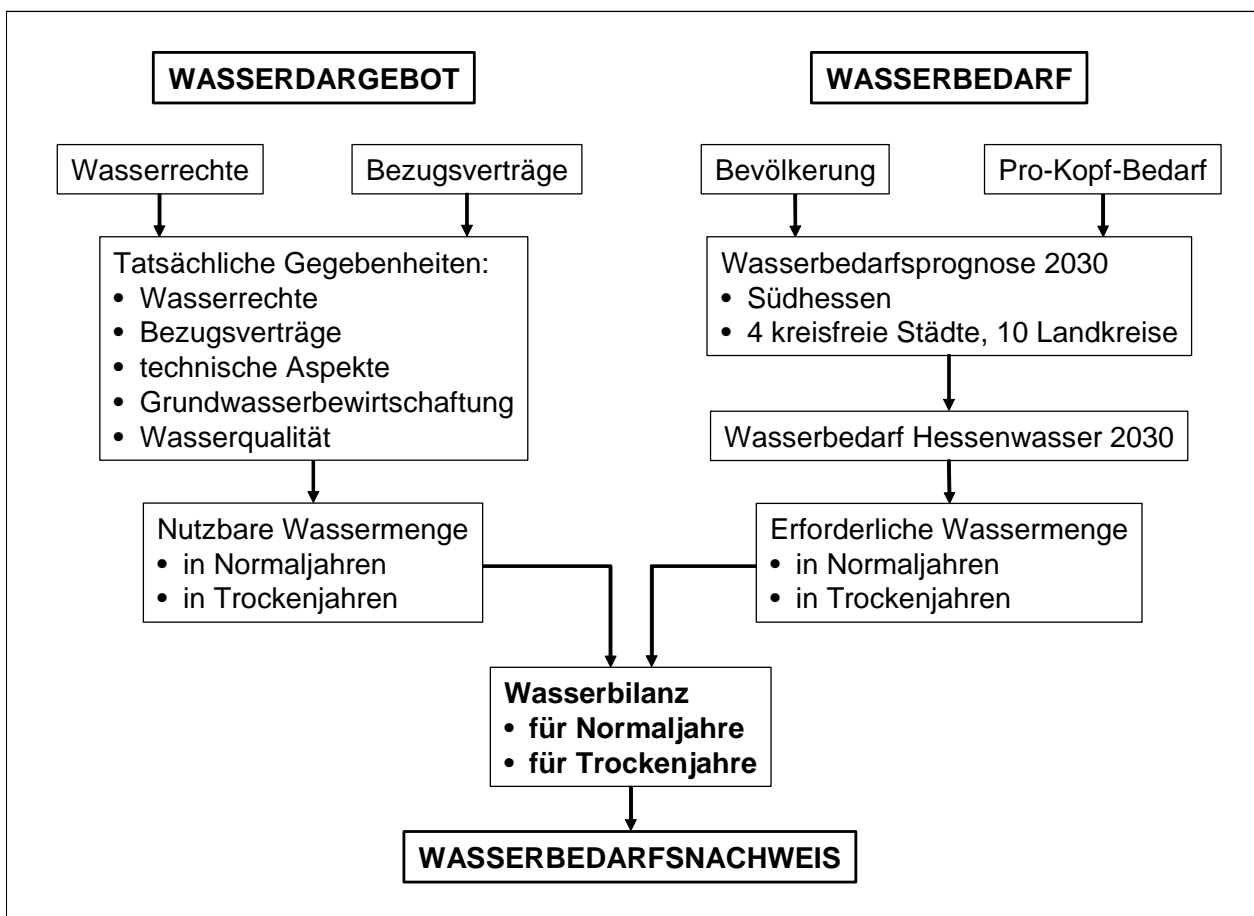 WASSERDARGEBOT
WASSERBEDARF
Wasserrechte
Bezugsverträge
Bevölkerung
Pro-Kopf-Bedarf
Tatsächliche Gegebenheiten:
• Wasserrechte
• Bezugsverträge
• technische Aspekte
• Grundwasserbewirtschaftung
• Wasserqualität
Wasserbedarfsprognose 2030
• Südhessen
• 4 kreisfreie Städte, 10 Landkreise
Wasserbedarf Hessenwasser 2030
Nutzbare Wassermenge
• in Normaljahren
• in Trockenjahren
Erforderliche Wassermenge
• in Normaljahren
• in Trockenjahren
Wasserbilanz
• für Normaljahre
• für Trockenjahre
WASSERBEDARFSNACHWEIS